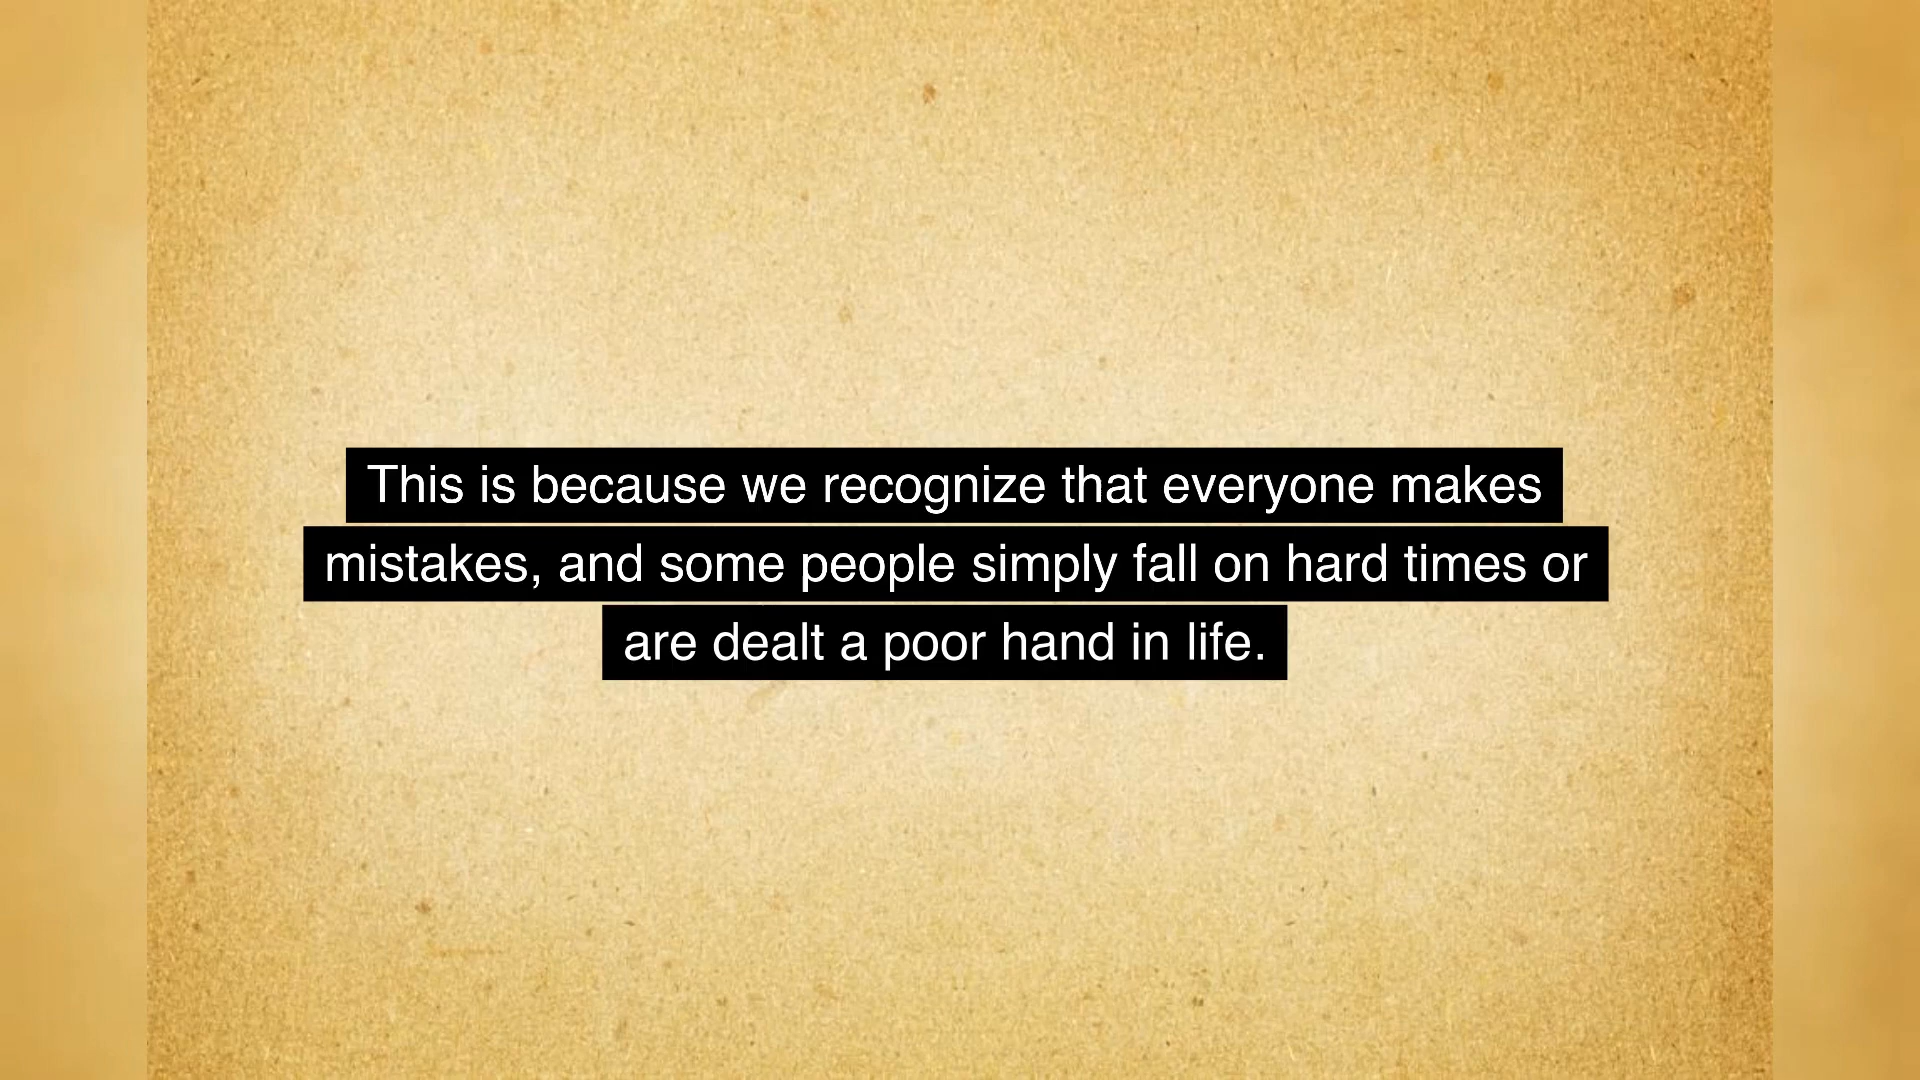 This is because we recognize that everyone makes
mistakes, and some people simply fall on hard times or
are dealt a poor hand in life.